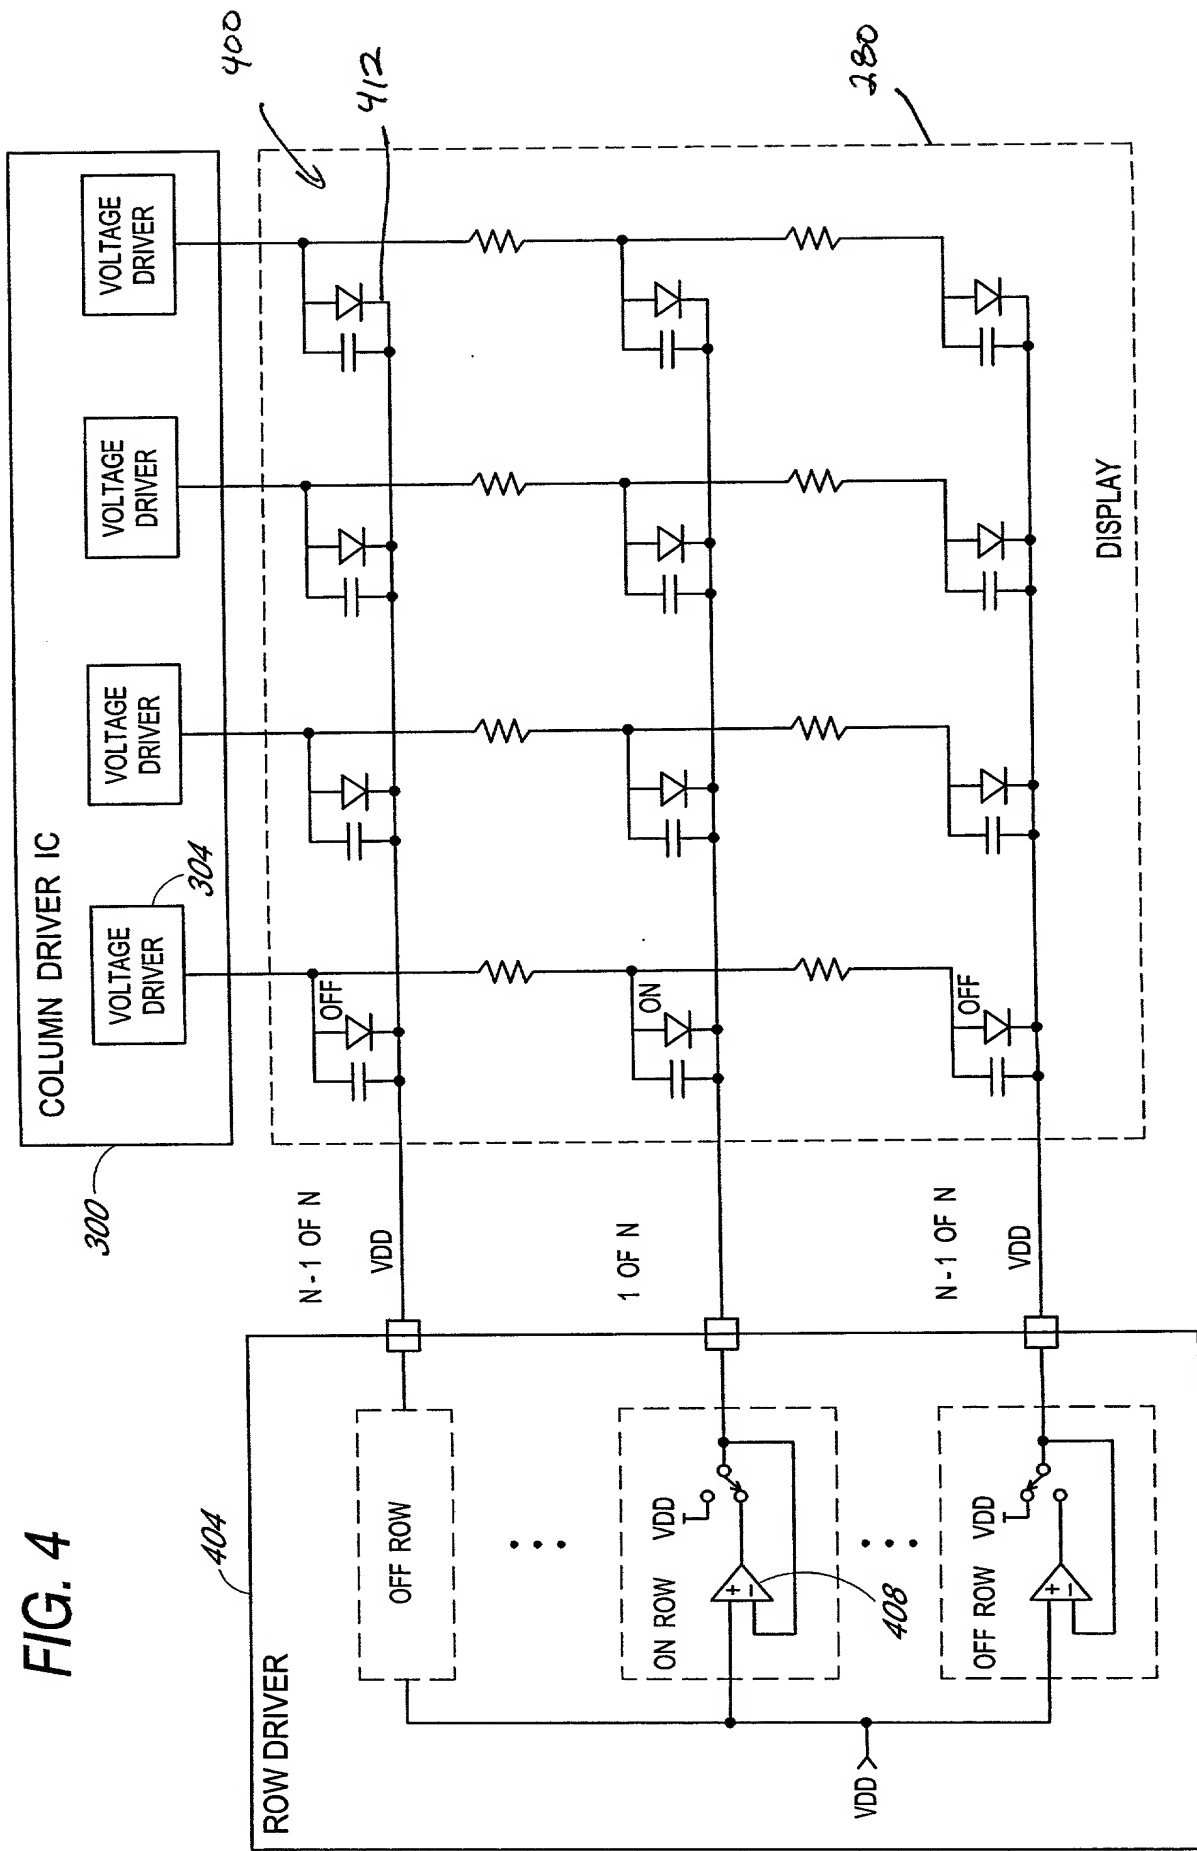 FIG. 4
400
COLUMN DRIVER IC
300
VOLTAGE
DRIVER
304
VOLTAGE
DRIVER
VOLTAGE
DRIVER
VOLTAGE
DRIVER
412
280
404
ROW DRIVER
OFF ROW
N-1 OF N
VDD
OFF
ON ROW
VDD
+
−
408
1 OF N
ON
OFF ROW
VDD
+
−
N-1 OF N
VDD
OFF
VDD
DISPLAY